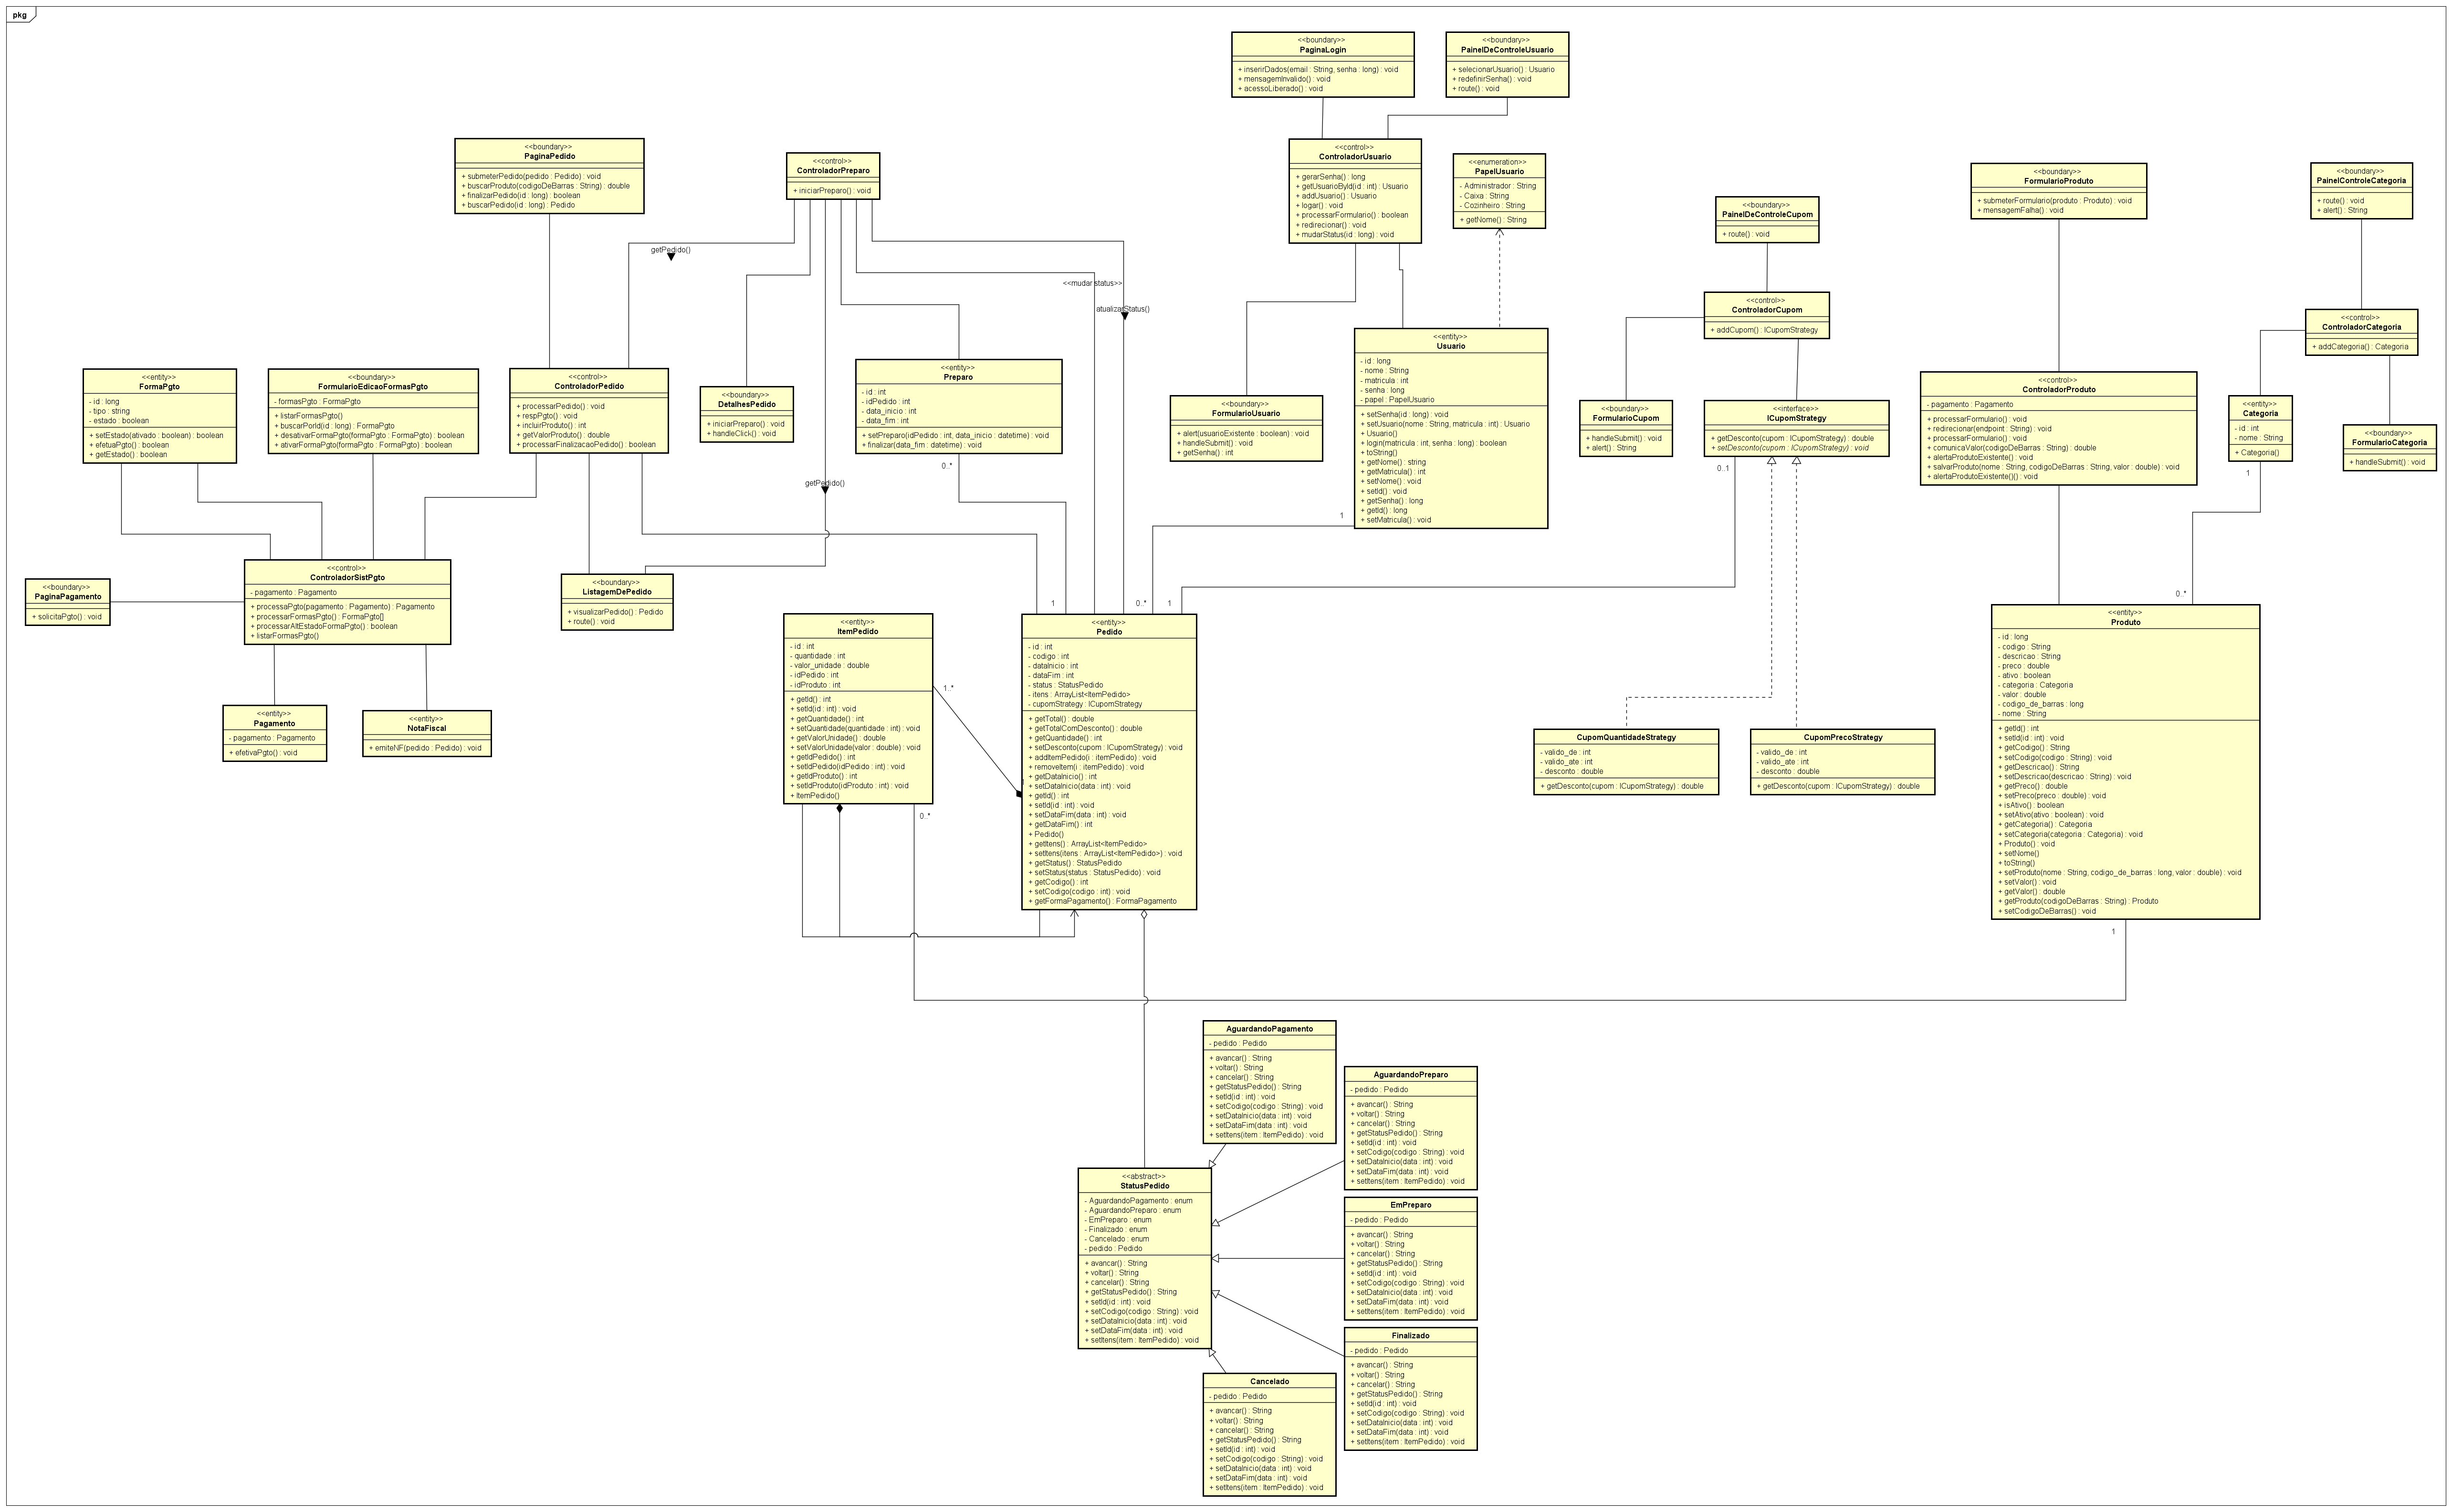 pkg
<<boundary>>
PaginaLogin
+ inserirDados(email : String, senha : long) : void
+ mensagemInvalido() : void
+ acessoLiberado() : void
<<boundary>>
PainelDeControleUsuario
+ selecionarUsuario() : Usuario
+ redefinirSenha() : void
+ route() : void
<<boundary>>
PaginaPedido
+ submeterPedido(pedido : Pedido) : void
+ buscarProduto(codigoDeBarras : String) : double
+ finalizarPedido(id : long) : boolean
+ buscarPedido(id : long) : Pedido
<<control>>
ControladorPreparo
+ iniciarPreparo() : void
<<control>>
ControladorUsuario
+ gerarSenha() : long
+ getUsuarioById(id : int) : Usuario
+ addUsuario() : Usuario
+ logar() : void
+ processarFormulario() : boolean
+ redirecionar() : void
+ mudarStatus(id : long) : void
<<enumeration>>
PapelUsuario
- Administrador : String
- Caixa : String
- Cozinheiro : String
+ getNome() : String
<<boundary>>
PainelDeControleCupom
+ route() : void
<<boundary>>
FormularioProduto
+ submeterFormulario(produto : Produto) : void
+ mensagemFalha() : void
<<boundary>>
PainelControleCategoria
+ route() : void
+ alert() : String
getPedido()
<<mudar status>>
atualizarStatus()
<<control>>
ControladorCupom
+ addCupom() : ICupomStrategy
<<control>>
ControladorCategoria
+ addCategoria() : Categoria
<<entity>>
FormaPgto
- id : long
- tipo : string
- estado : boolean
+ setEstado(ativado : boolean) : boolean
+ efetuaPgto() : boolean
+ getEstado() : boolean
<<boundary>>
FormularioEdicaoFormasPgto
- formasPgto : FormaPgto
+ listarFormasPgto()
+ buscarPorId(id : long) : FormaPgto
+ desativarFormaPgto(formaPgto : FormaPgto) : boolean
+ ativarFormaPgto(formaPgto : FormaPgto) : boolean
<<control>>
ControladorPedido
+ processarPedido() : void
+ respPgto() : void
+ incluirProduto() : int
+ getValorProduto() : double
+ processarFinalizacaoPedido() : boolean
<<boundary>>
DetalhesPedido
+ iniciarPreparo() : void
+ handleClick() : void
<<entity>>
Preparo
- id : int
- idPedido : int
- data_inicio : int
- data_fim : int
+ setPreparo(idPedido : int, data_inicio : datetime) : void
+ finalizar(data_fim : datetime) : void
0..*
<<boundary>>
FormularioUsuario
+ alert(usuarioExistente : boolean) : void
+ handleSubmit() : void
+ getSenha() : int
<<entity>>
Usuario
- id : long
- nome : String
- matricula : int
- senha : long
- papel : PapelUsuario
+ setSenha(id : long) : void
+ setUsuario(nome : String, matricula : int) : Usuario
+ Usuario()
+ login(matricula : int, senha : long) : boolean
+ toString()
+ getNome() : string
+ getMatricula() : int
+ setNome() : void
+ setId() : void
+ getSenha() : long
+ getId() : long
+ setMatricula() : void
1
<<boundary>>
FormularioCupom
+ handleSubmit() : void
+ alert() : String
<<interface>>
ICupomStrategy
+ getDesconto(cupom : ICupomStrategy) : double
+ setDesconto(cupom : ICupomStrategy) : void
0..1
<<control>>
ControladorProduto
- pagamento : Pagamento
+ processarFormulario() : void
+ redirecionar(endpoint : String) : void
+ processarFormulario() : void
+ comunicaValor(codigoDeBarras : String) : double
+ alertaProdutoExistente() : void
+ salvarProduto(nome : String, codigoDeBarras : String, valor : double) : void
+ alertaProdutoExistente()() : void
<<entity>>
Categoria
- id : int
- nome : String
+ Categoria()
1
<<boundary>>
FormularioCategoria
+ handleSubmit() : void
getPedido()
<<boundary>>
PaginaPagamento
+ solicitaPgto() : void
<<control>>
ControladorSistPgto
- pagamento : Pagamento
+ processaPgto(pagamento : Pagamento) : Pagamento
+ processarFormasPgto() : FormaPgto[]
+ processarAltEstadoFormaPgto() : boolean
+ listarFormasPgto()
<<boundary>>
ListagemDePedido
+ visualizarPedido() : Pedido
+ route() : void
<<entity>>
Pagamento
- pagamento : Pagamento
+ efetivaPgto() : void
<<entity>>
NotaFiscal
+ emiteNF(pedido : Pedido) : void
<<entity>>
ItemPedido
- id : int
- quantidade : int
- valor_unidade : double
- idPedido : int
- idProduto : int
+ getId() : int
+ setId(id : int) : void
+ getQuantidade() : int
+ setQuantidade(quantidade : int) : void
+ getValorUnidade() : double
+ setValorUnidade(valor : double) : void
+ getIdPedido() : int
+ setIdPedido(idPedido : int) : void
+ getIdProduto() : int
+ setIdProduto(idProduto : int) : void
+ ItemPedido()
1..*
0..*
1
0..*
1
<<entity>>
Pedido
- id : int
- codigo : int
- dataInicio : int
- dataFim : int
- status : StatusPedido
- itens : ArrayList<ItemPedido>
- cupomStrategy : ICupomStrategy
+ getTotal() : double
+ getTotalComDesconto() : double
+ getQuantidade() : int
+ setDesconto(cupom : ICupomStrategy) : void
+ addItemPedido(i : itemPedido) : void
+ removeItem(i : itemPedido) : void
+ getDataInicio() : int
+ setDataInicio(data : int) : void
+ getId() : int
+ setId(id : int) : void
+ setDataFim(data : int) : void
+ getDataFim() : int
+ Pedido()
+ getItens() : ArrayList<ItemPedido>
+ setItens(itens : ArrayList<ItemPedido>) : void
+ getStatus() : StatusPedido
+ setStatus(status : StatusPedido) : void
+ getCodigo() : int
+ setCodigo(codigo : int) : void
+ getFormaPagamento() : FormaPagamento
CupomQuantidadeStrategy
- valido_de : int
- valido_ate : int
- desconto : double
+ getDesconto(cupom : ICupomStrategy) : double
CupomPrecoStrategy
- valido_de : int
- valido_ate : int
- desconto : double
+ getDesconto(cupom : ICupomStrategy) : double
0..*
<<entity>>
Produto
- id : long
- codigo : String
- descricao : String
- preco : double
- ativo : boolean
- categoria : Categoria
- valor : double
- codigo_de_barras : long
- nome : String
+ getId() : int
+ setId(id : int) : void
+ getCodigo() : String
+ setCodigo(codigo : String) : void
+ getDescricao() : String
+ setDescricao(descricao : String) : void
+ getPreco() : double
+ setPreco(preco : double) : void
+ isAtivo() : boolean
+ setAtivo(ativo : boolean) : void
+ getCategoria() : Categoria
+ setCategoria(categoria : Categoria) : void
+ Produto() : void
+ setNome()
+ toString()
+ setProduto(nome : String, codigo_de_barras : long, valor : double) : void
+ setValor() : void
+ getValor() : double
+ getProduto(codigoDeBarras : String) : Produto
+ setCodigoDeBarras() : void
1
AguardandoPagamento
- pedido : Pedido
+ avancar() : String
+ voltar() : String
+ cancelar() : String
+ getStatusPedido() : String
+ setId(id : int) : void
+ setCodigo(codigo : String) : void
+ setDataInicio(data : int) : void
+ setDataFim(data : int) : void
+ setItens(item : ItemPedido) : void
AguardandoPreparo
- pedido : Pedido
+ avancar() : String
+ voltar() : String
+ cancelar() : String
+ getStatusPedido() : String
+ setId(id : int) : void
+ setCodigo(codigo : String) : void
+ setDataInicio(data : int) : void
+ setDataFim(data : int) : void
+ setItens(item : ItemPedido) : void
<<abstract>>
StatusPedido
- AguardandoPagamento : enum
- AguardandoPreparo : enum
- EmPreparo : enum
- Finalizado : enum
- Cancelado : enum
- pedido : Pedido
+ avancar() : String
+ voltar() : String
+ cancelar() : String
+ getStatusPedido() : String
+ setId(id : int) : void
+ setCodigo(codigo : String) : void
+ setDataInicio(data : int) : void
+ setDataFim(data : int) : void
+ setItens(item : ItemPedido) : void
EmPreparo
- pedido : Pedido
+ avancar() : String
+ voltar() : String
+ cancelar() : String
+ getStatusPedido() : String
+ setId(id : int) : void
+ setCodigo(codigo : String) : void
+ setDataInicio(data : int) : void
+ setDataFim(data : int) : void
+ setItens(item : ItemPedido) : void
Finalizado
- pedido : Pedido
+ avancar() : String
+ voltar() : String
+ cancelar() : String
+ getStatusPedido() : String
+ setId(id : int) : void
+ setCodigo(codigo : String) : void
+ setDataInicio(data : int) : void
+ setDataFim(data : int) : void
+ setItens(item : ItemPedido) : void
Cancelado
- pedido : Pedido
+ avancar() : String
+ voltar() : String
+ cancelar() : String
+ getStatusPedido() : String
+ setId(id : int) : void
+ setCodigo(codigo : String) : void
+ setDataInicio(data : int) : void
+ setDataFim(data : int) : void
+ setItens(item : ItemPedido) : void